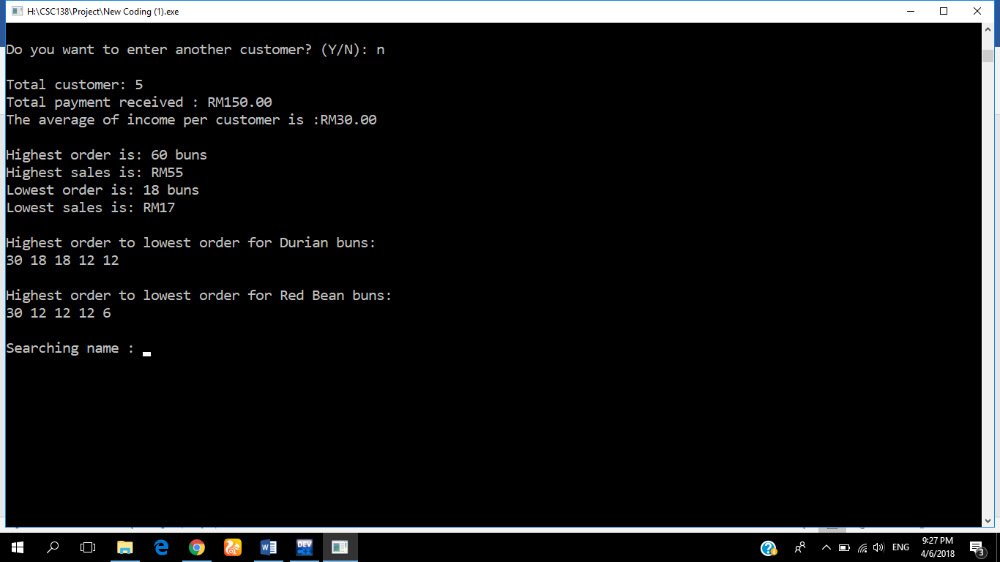 H:\CSC138\Project\New Coding (1).exe
Do you want to enter another customer? (Y/N): n
Total customer: 5
Total payment received : RM150.00
The average of income per customer is :RM30.00
Highest order is: 60 buns
Highest sales is: RM55
Lowest order is: 18 buns
Lowest sales is: RM17
Highest order to lowest order for Durian buns:
30 18 18 12 12
Highest order to lowest order for Red Bean buns:
30 12 12 12 6
Searching name :
DEV
ENG
9:27 PM
4/6/2018
3